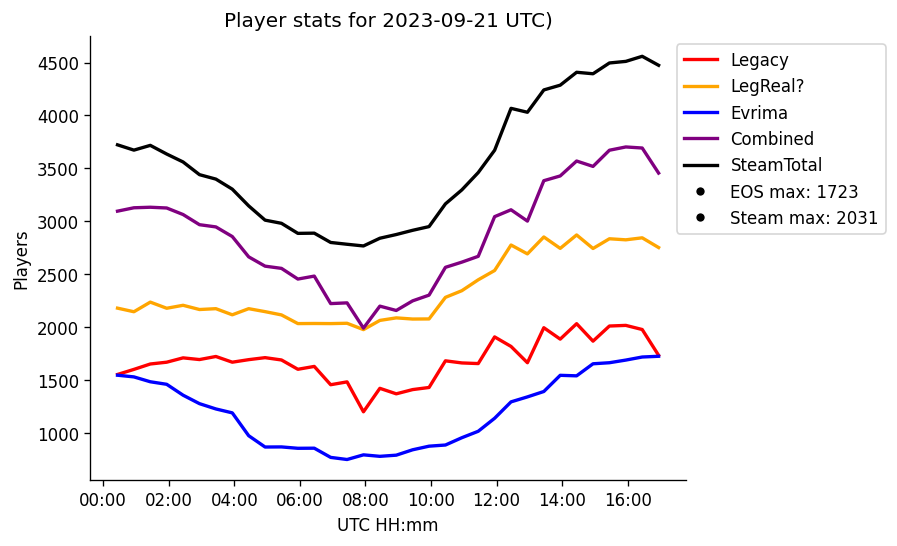 Player stats for 2023-09-21 UTC)
Players
4500
4000
3500
3000
2500
2000
1500
1000
00:00 02:00 04:00 06:00 08:00 10:00 12:00 14:00 16:00
UTC HH:mm
Legacy
LegReal?
Evrima
Combined
SteamTotal
EOS max: 1723
Steam max: 2031